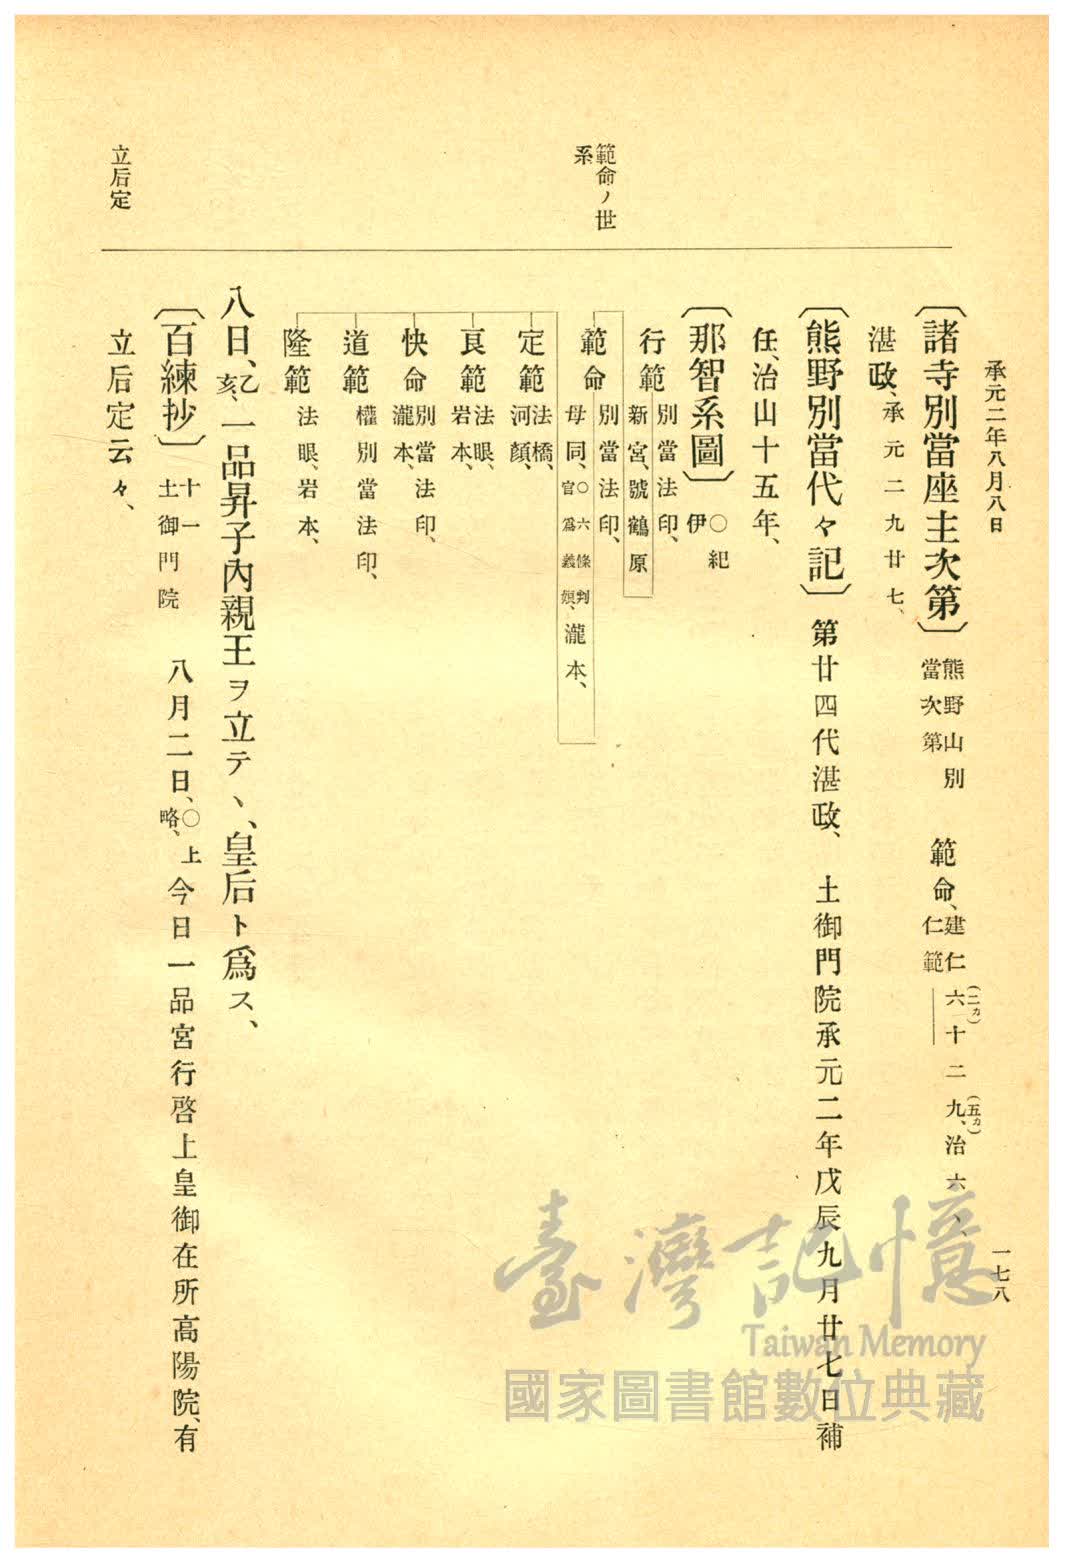 承元二年八月八日
一七八
範命ノ世
系
立后定
〔諸寺別當座主次第〕熊野山別當次第 範命、建仁六(二カ)十二九(五カ)、治六、仁範
湛政、承元二九廿七、
〔熊野別當代々記〕第廿四代湛政、 土御門院承元二年戊辰九月廿七日補
任、治山十五年、
〔那智系圖〕○紀伊
行範 別當法印、新宮、號鶴原
範命 別當法印、母同、○六條判官爲義娘、瀧本、
定範 法橋、河顏、
良範 法眼、岩本、
快命 別當法印、瀧本、
道範 權別當法印、
隆範 法眼、岩本、
八日、乙亥、一品昇子內親王ヲ立テヽ、皇后ト爲ス、
〔百練抄〕十一土御門院 八月二日、○上略、今日一品宮行啓上皇御在所高陽院、有
立后定云々、
臺灣記憶
Taiwan Memory
國家圖書館數位典藏